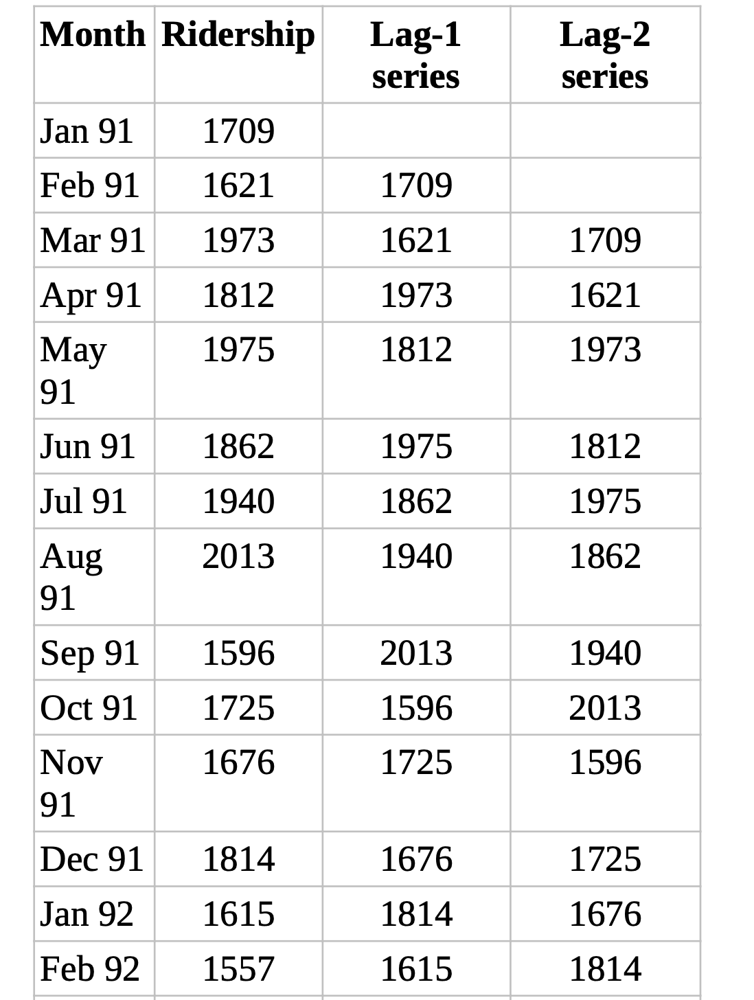 Month Ridership Lag-1 series Lag-2 series
Jan 91 1709
Feb 91 1621 1709
Mar 91 1973 1621 1709
Apr 91 1812 1973 1621
May 91 1975 1812 1973
Jun 91 1862 1975 1812
Jul 91 1940 1862 1975
Aug 91 2013 1940 1862
Sep 91 1596 2013 1940
Oct 91 1725 1596 2013
Nov 91 1676 1725 1596
Dec 91 1814 1676 1725
Jan 92 1615 1814 1676
Feb 92 1557 1615 1814